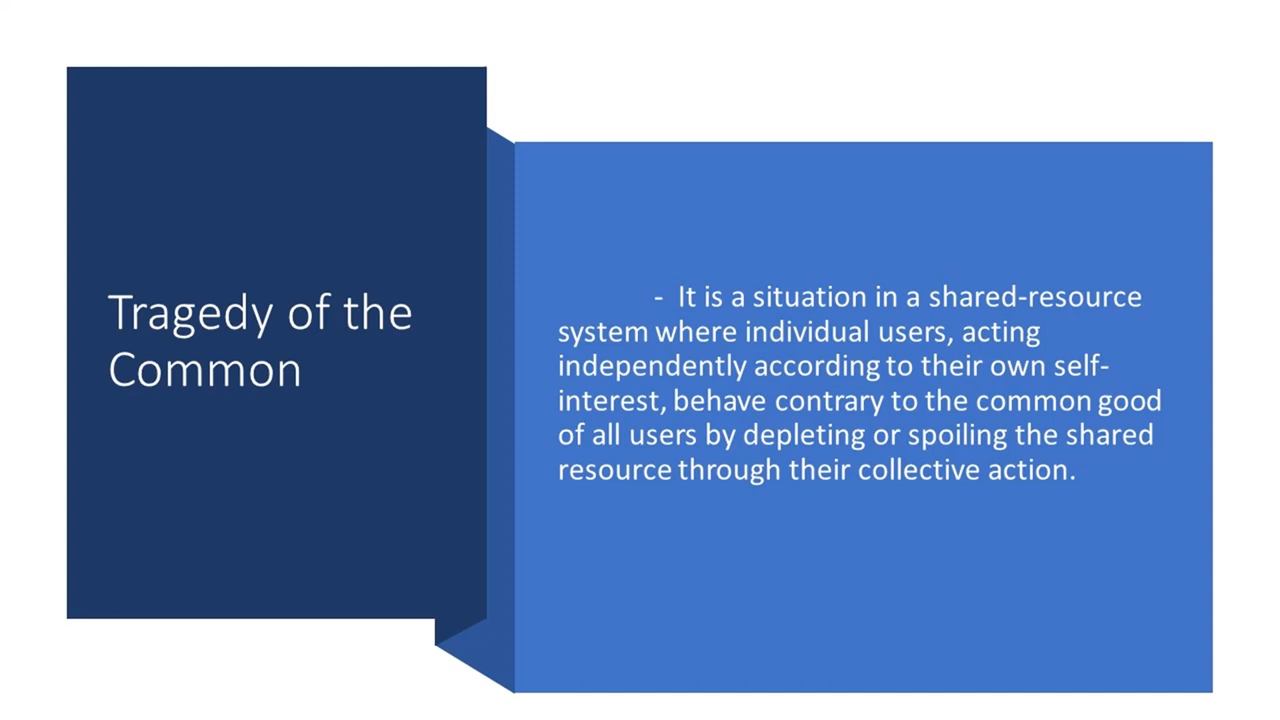 Tragedy of the
Common
- It is a situation in a shared-resource
system where individual users, acting
independently according to their own self-
interest, behave contrary to the common good
of all users by depleting or spoiling the shared
resource through their collective action.